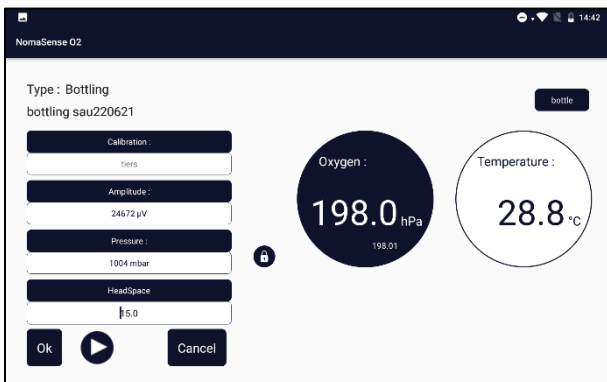 14:42
NomaSense O2
Type : Bottling
bottling sau220621
bottle
Calibration :
tiers
Amplitude :
24672 µV
Pressure :
1004 mbar
HeadSpace
15.0
Ok
Cancel
Oxygen :
198.0 hPa
198.01
Temperature :
28.8 °C